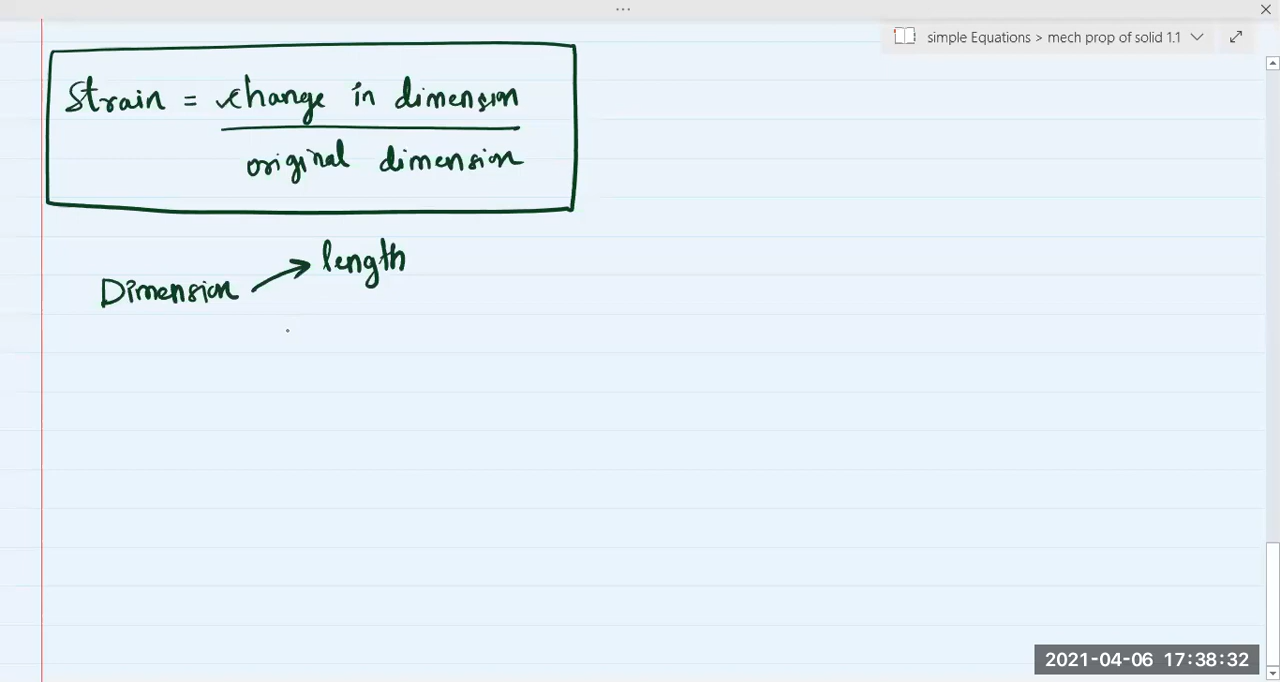 simple Equations > mech prop of solid 1.1
Strain = change in dimension
original dimension
length
Dimension
2021-04-06 17:38:32